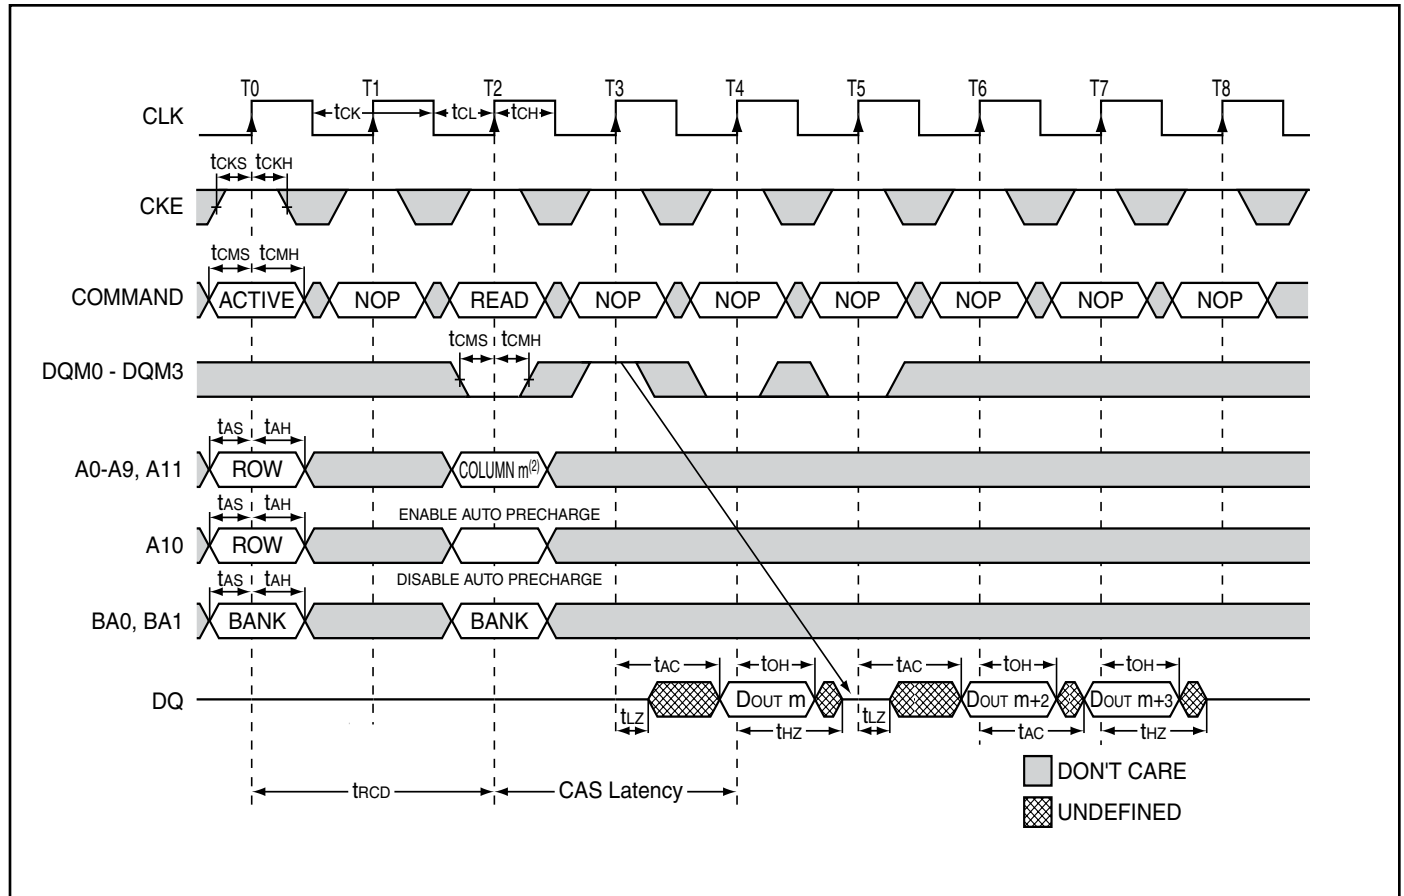 T0 T1 T2 T3 T4 T5 T6 T7 T8
CLK tCK tCL tCH
tCKS tCKH
CKE
tCMS tCMH
COMMAND ACTIVE NOP READ NOP NOP NOP NOP NOP NOP
tCMS tCMH
DQM0 - DQM3
tAS tAH
A0-A9, A11 ROW COLUMN m(2)
tAS tAH ENABLE AUTO PRECHARGE
A10 ROW
tAS tAH DISABLE AUTO PRECHARGE
BA0, BA1 BANK BANK
tAC tOH tAC tOH tOH
DQ DOUT m DOUT m+2 DOUT m+3
tLZ tHZ tLZ tAC tHZ
DON'T CARE
tRCD CAS Latency
UNDEFINED